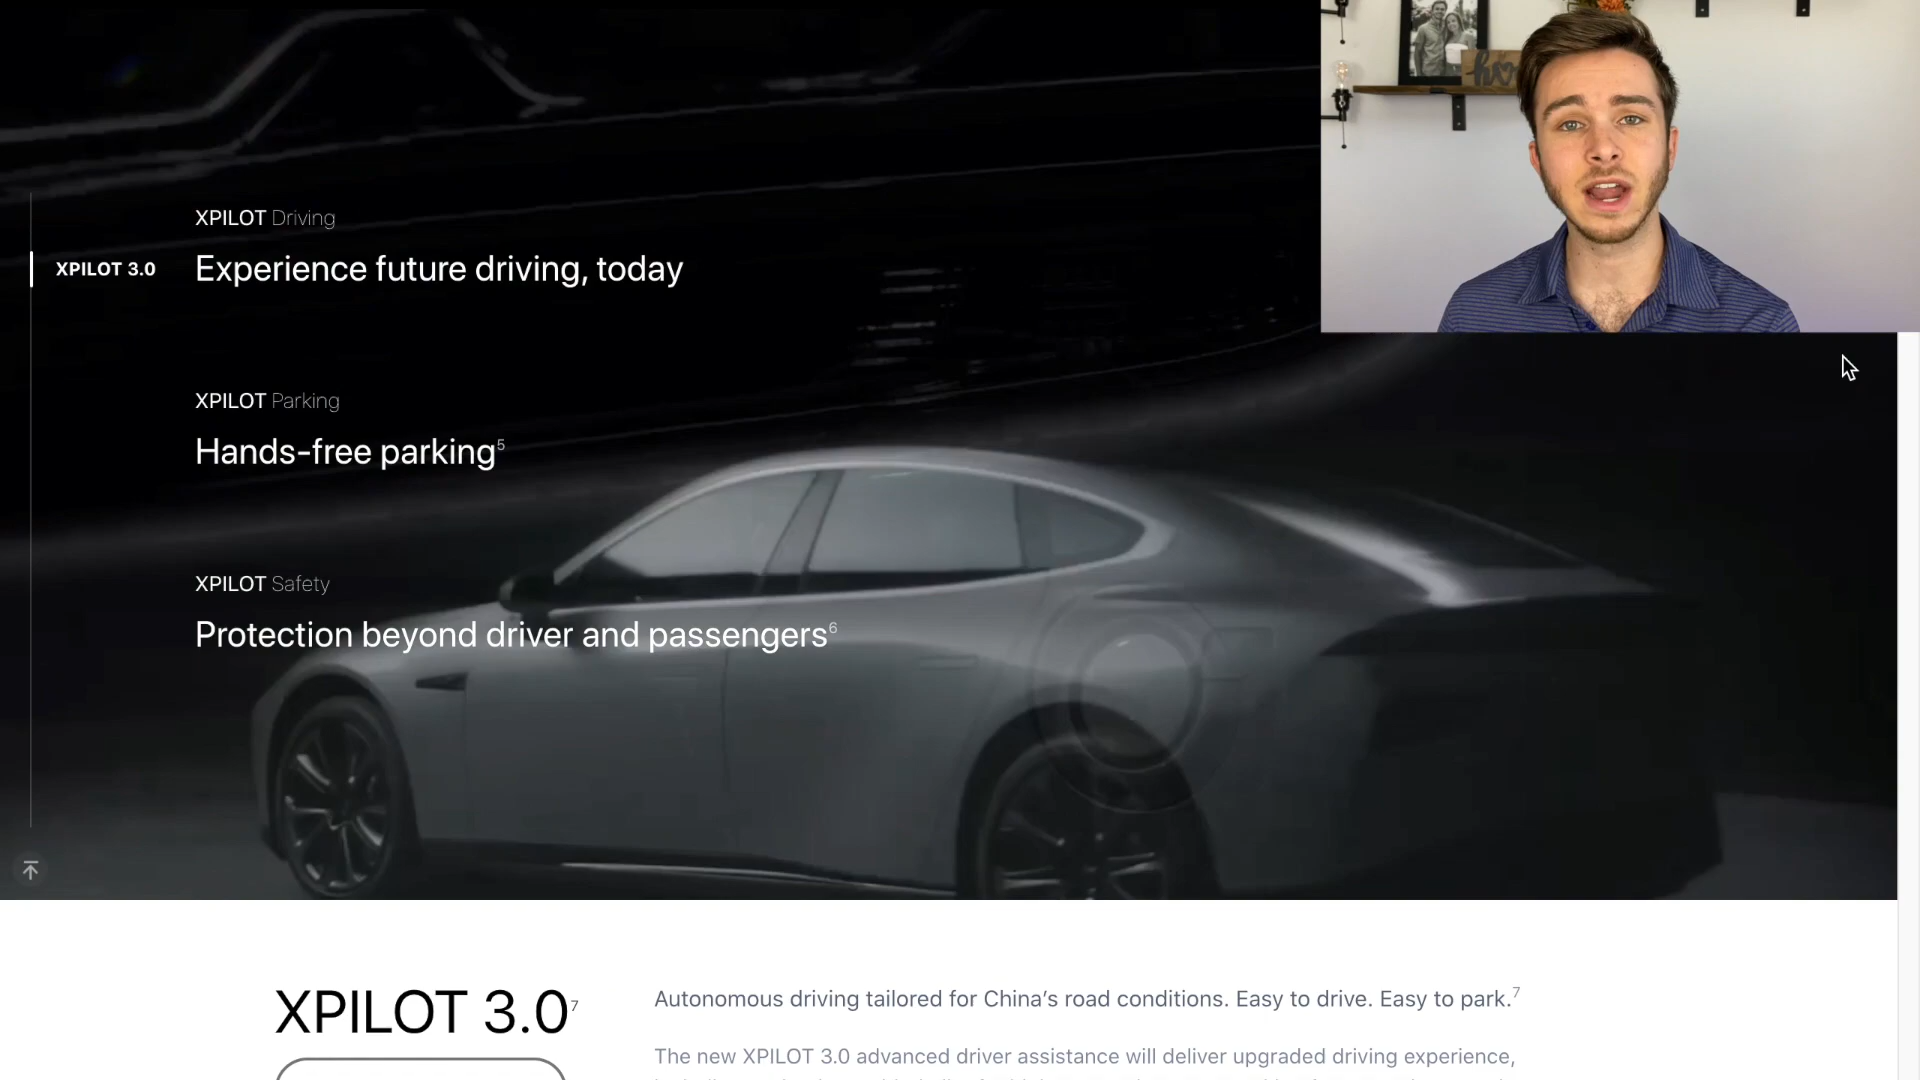 XPILOT Driving
XPILOT 3.0
Experience future driving, today
XPILOT Parking
Hands-free parking5
XPILOT Safety
Protection beyond driver and passengers6
XPILOT 3.07
Autonomous driving tailored for China's road conditions. Easy to drive. Easy to park.7
The new XPILOT 3.0 advanced driver assistance will deliver upgraded driving experience,